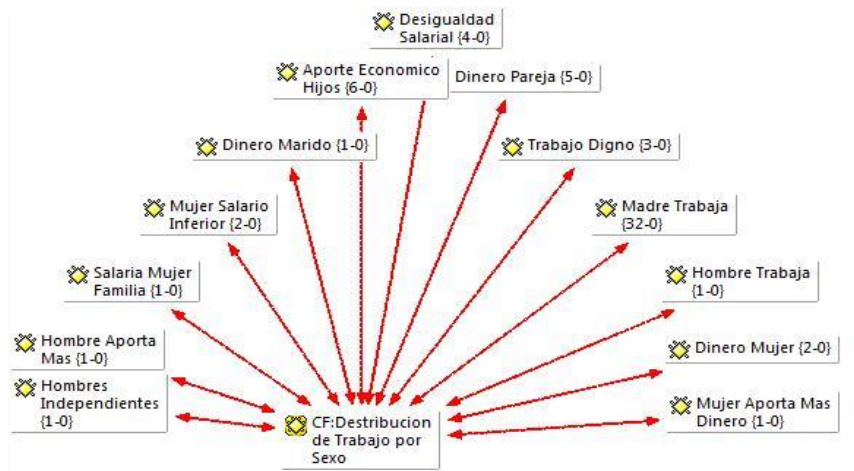 Desigualdad
Salarial {4-0}
Aporte Economico
Hijos {6-0}
Dinero Pareja {5-0}
Dinero Marido {1-0}
Trabajo Digno {3-0}
Mujer Salario
Inferior {2-0}
Madre Trabaja
{32-0}
Salaria Mujer
Familia {1-0}
Hombre Trabaja
{1-0}
Hombre Aporta
Mas {1-0}
Dinero Mujer {2-0}
Hombres
Independientes
{1-0}
Mujer Aporta Mas
Dinero {1-0}
CF:Destribucion
de Trabajo por
Sexo